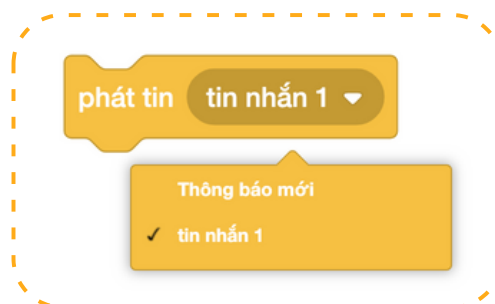 phát tin tin nhắn 1
Thông báo mới
✓ tin nhắn 1